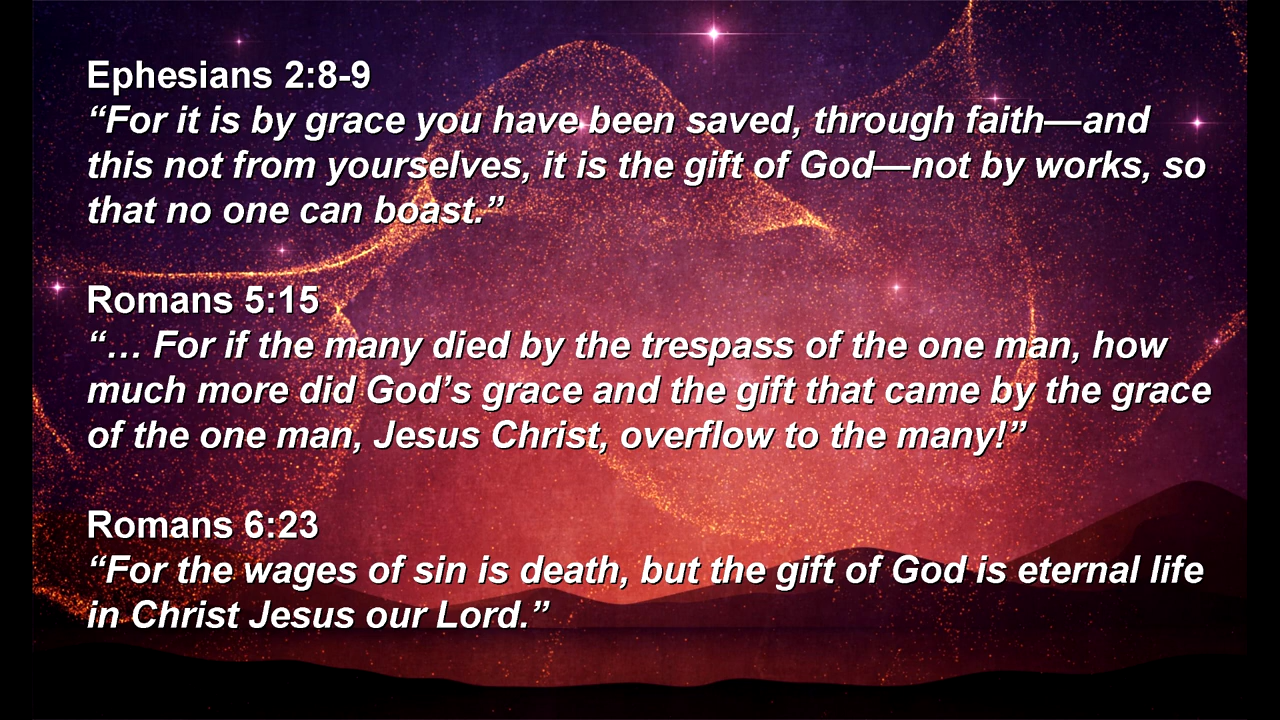 Ephesians 2:8-9
“For it is by grace you have been saved, through faith—and
this not from yourselves, it is the gift of God—not by works, so
that no one can boast.”
Romans 5:15
“… For if the many died by the trespass of the one man, how
much more did God’s grace and the gift that came by the grace
of the one man, Jesus Christ, overflow to the many!”
Romans 6:23
“For the wages of sin is death, but the gift of God is eternal life
in Christ Jesus our Lord.”